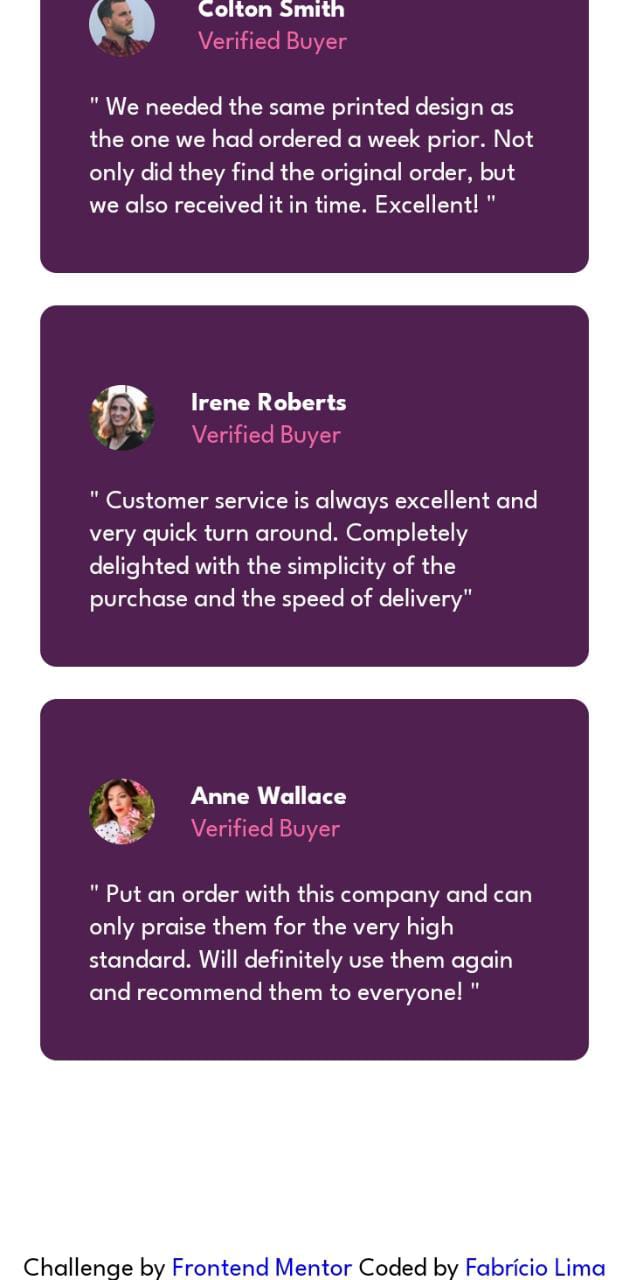 Colton Smith
Verified Buyer
" We needed the same printed design as
the one we had ordered a week prior. Not
only did they find the original order, but
we also received it in time. Excellent! "
Irene Roberts
Verified Buyer
" Customer service is always excellent and
very quick turn around. Completely
delighted with the simplicity of the
purchase and the speed of delivery"
Anne Wallace
Verified Buyer
" Put an order with this company and can
only praise them for the very high
standard. Will definitely use them again
and recommend them to everyone! "
Challenge by Frontend Mentor Coded by Fabrício Lima